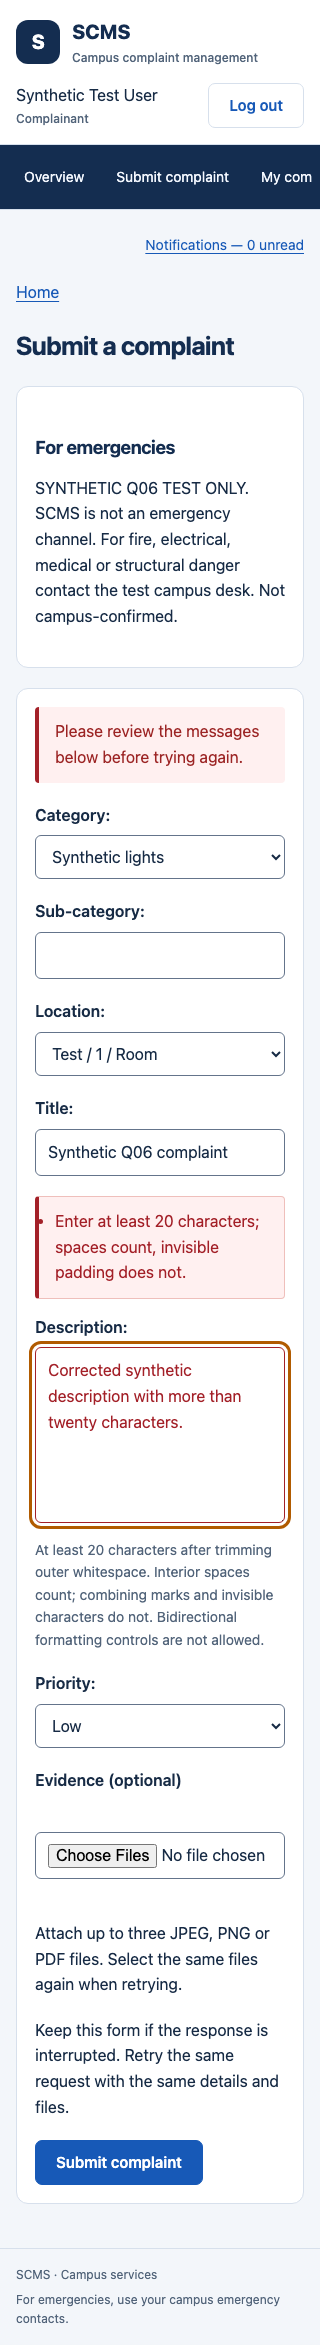 S
SCMS
Campus complaint management
Synthetic Test User
Complainant
Log out
Overview
Submit complaint
My com
Notifications — 0 unread
Home
Submit a complaint
For emergencies
SYNTHETIC Q06 TEST ONLY.
SCMS is not an emergency
channel. For fire, electrical,
medical or structural danger
contact the test campus desk. Not
campus-confirmed.
Please review the messages
below before trying again.
Category:
Synthetic lights
Sub-category:
Location:
Test / 1 / Room
Title:
Synthetic Q06 complaint
• Enter at least 20 characters;
spaces count, invisible
padding does not.
Description:
Corrected synthetic
description with more than
twenty characters.
At least 20 characters after trimming
outer whitespace. Interior spaces
count; combining marks and invisible
characters do not. Bidirectional
formatting controls are not allowed.
Priority:
Low
Evidence (optional)
Choose Files No file chosen
Attach up to three JPEG, PNG or
PDF files. Select the same files
again when retrying.
Keep this form if the response is
interrupted. Retry the same
request with the same details and
files.
Submit complaint
SCMS · Campus services
For emergencies, use your campus emergency
contacts.